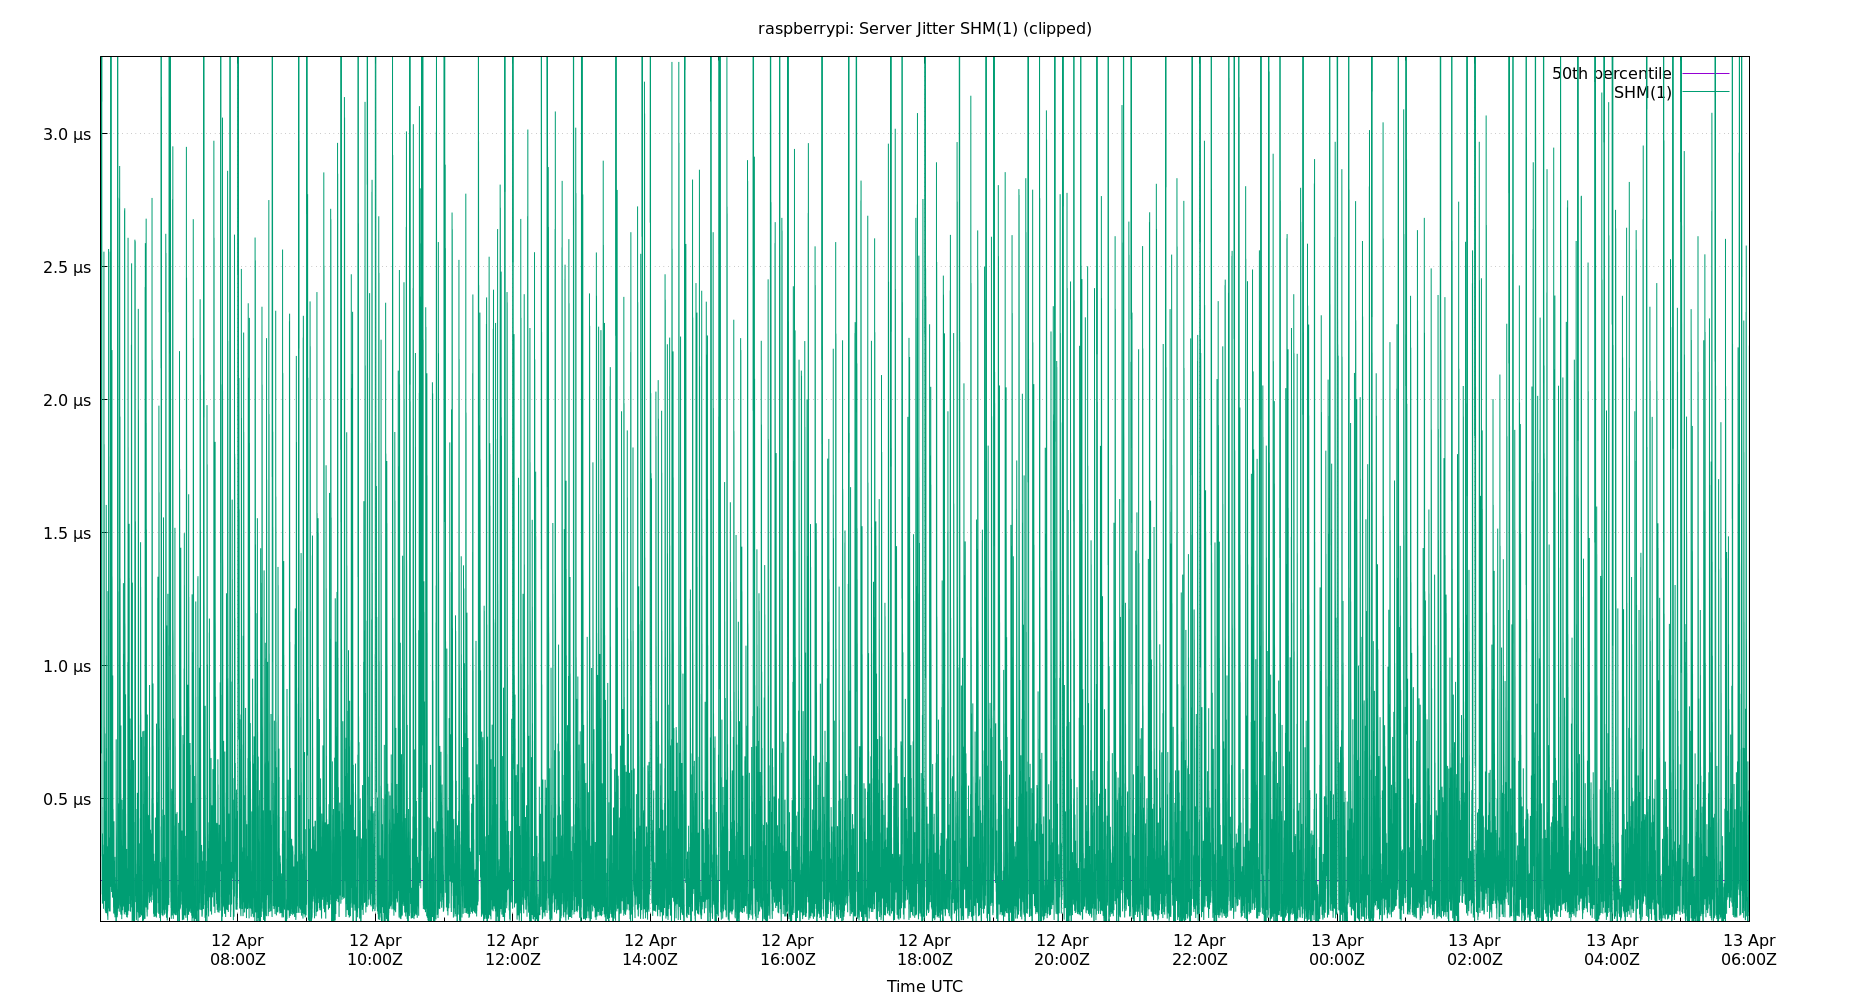 raspberrypi: Server Jitter SHM(1) (clipped)
50th percentile
SHM(1)
3.0 µs
2.5 µs
2.0 µs
1.5 µs
1.0 µs
0.5 µs
12 Apr 12 Apr 12 Apr 12 Apr 12 Apr 12 Apr 12 Apr 12 Apr 13 Apr 13 Apr 13 Apr 13 Apr
08:00Z 10:00Z 12:00Z 14:00Z 16:00Z 18:00Z 20:00Z 22:00Z 00:00Z 02:00Z 04:00Z 06:00Z
Time UTC